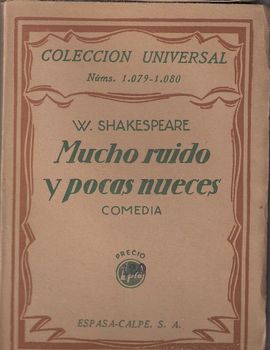 COLECCION UNIVERSAL
Núms. 1.079-1.080
W. SHAKESPEARE
Mucho ruido
y pocas nueces
COMEDIA
PRECIO
ESPASA-CALPE. S. A.